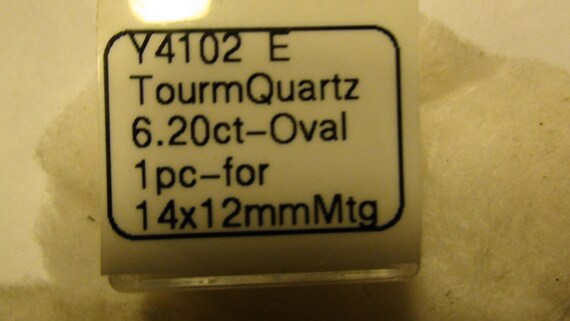 Y4102 E
TourmQuartz
6.20ct-Oval
1pc-for
14x12mmMtg